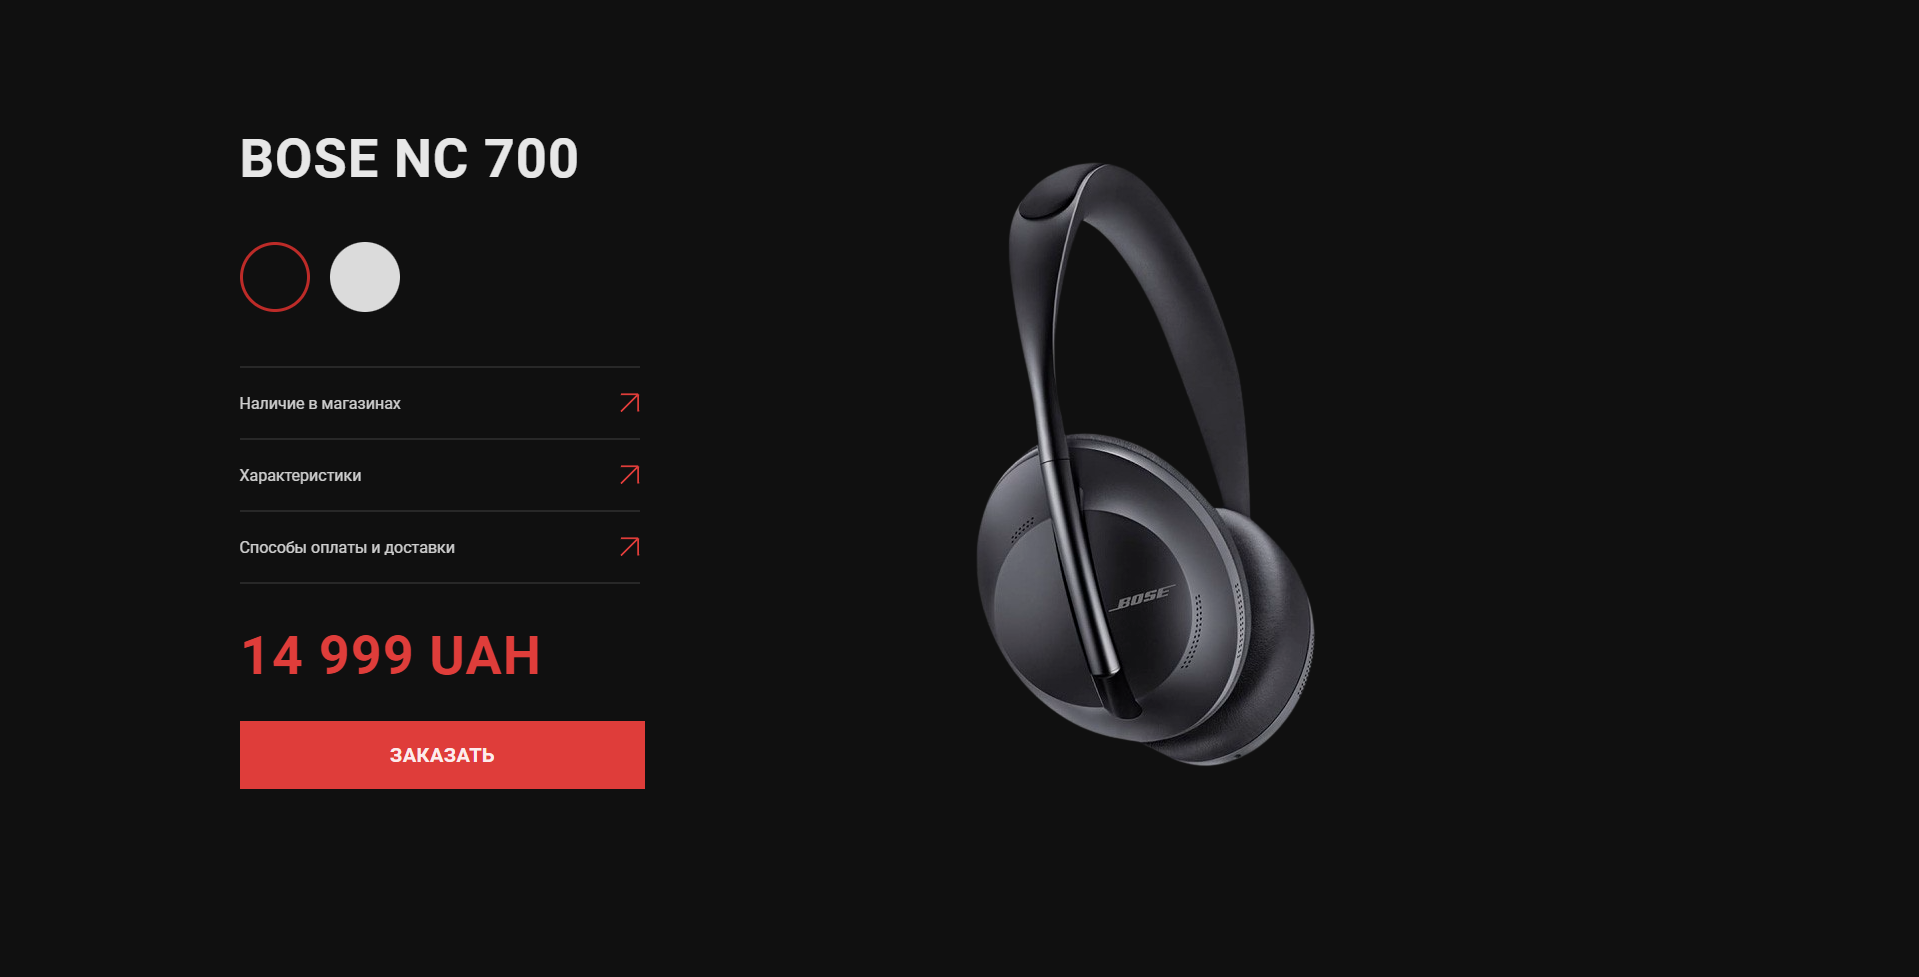 BOSE NC 700
Наличие в магазинах
Характеристики
Способы оплаты и доставки
14 999 UAH
ЗАКАЗАТЬ
BOSE